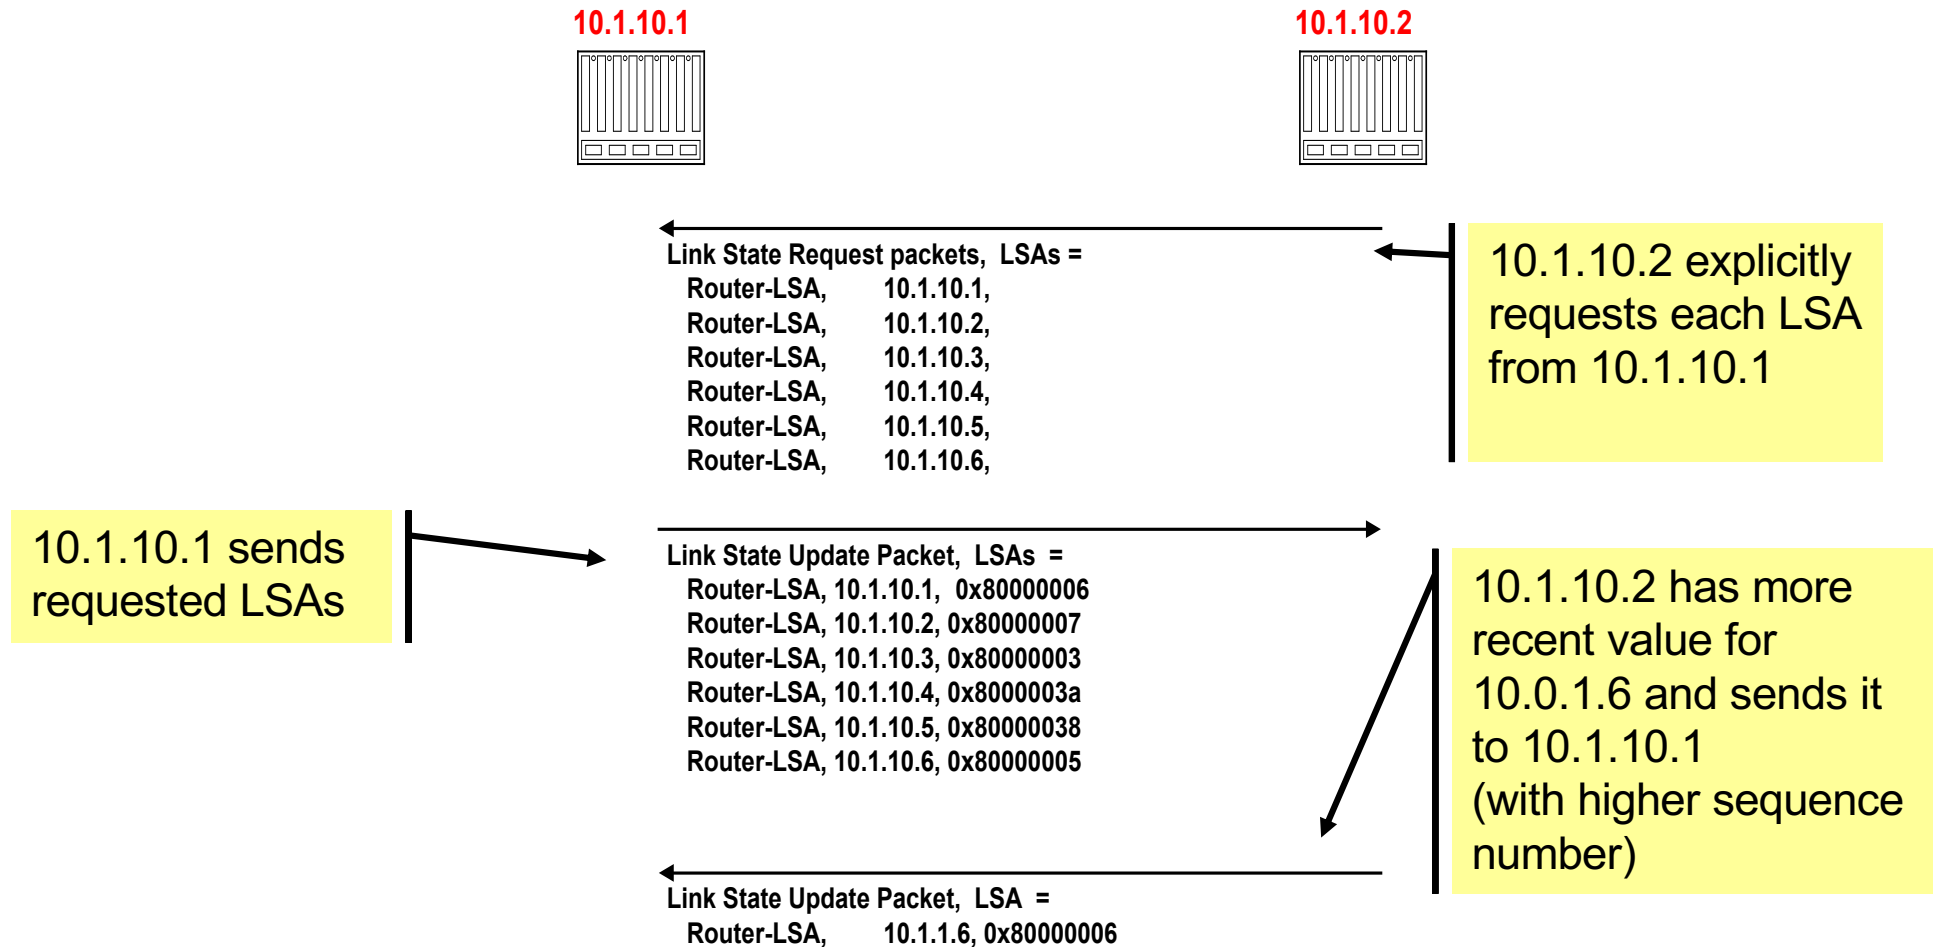 10.1.10.1
10.1.10.2
Link State Request packets, LSAs =
Router-LSA, 10.1.10.1,
Router-LSA, 10.1.10.2,
Router-LSA, 10.1.10.3,
Router-LSA, 10.1.10.4,
Router-LSA, 10.1.10.5,
Router-LSA, 10.1.10.6,
10.1.10.2 explicitly
requests each LSA
from 10.1.10.1
10.1.10.1 sends
requested LSAs
Link State Update Packet, LSAs =
Router-LSA, 10.1.10.1, 0x80000006
Router-LSA, 10.1.10.2, 0x80000007
Router-LSA, 10.1.10.3, 0x80000003
Router-LSA, 10.1.10.4, 0x8000003a
Router-LSA, 10.1.10.5, 0x80000038
Router-LSA, 10.1.10.6, 0x80000005
10.1.10.2 has more
recent value for
10.0.1.6 and sends it
to 10.1.10.1
(with higher sequence
number)
Link State Update Packet, LSA =
Router-LSA, 10.1.1.6, 0x80000006